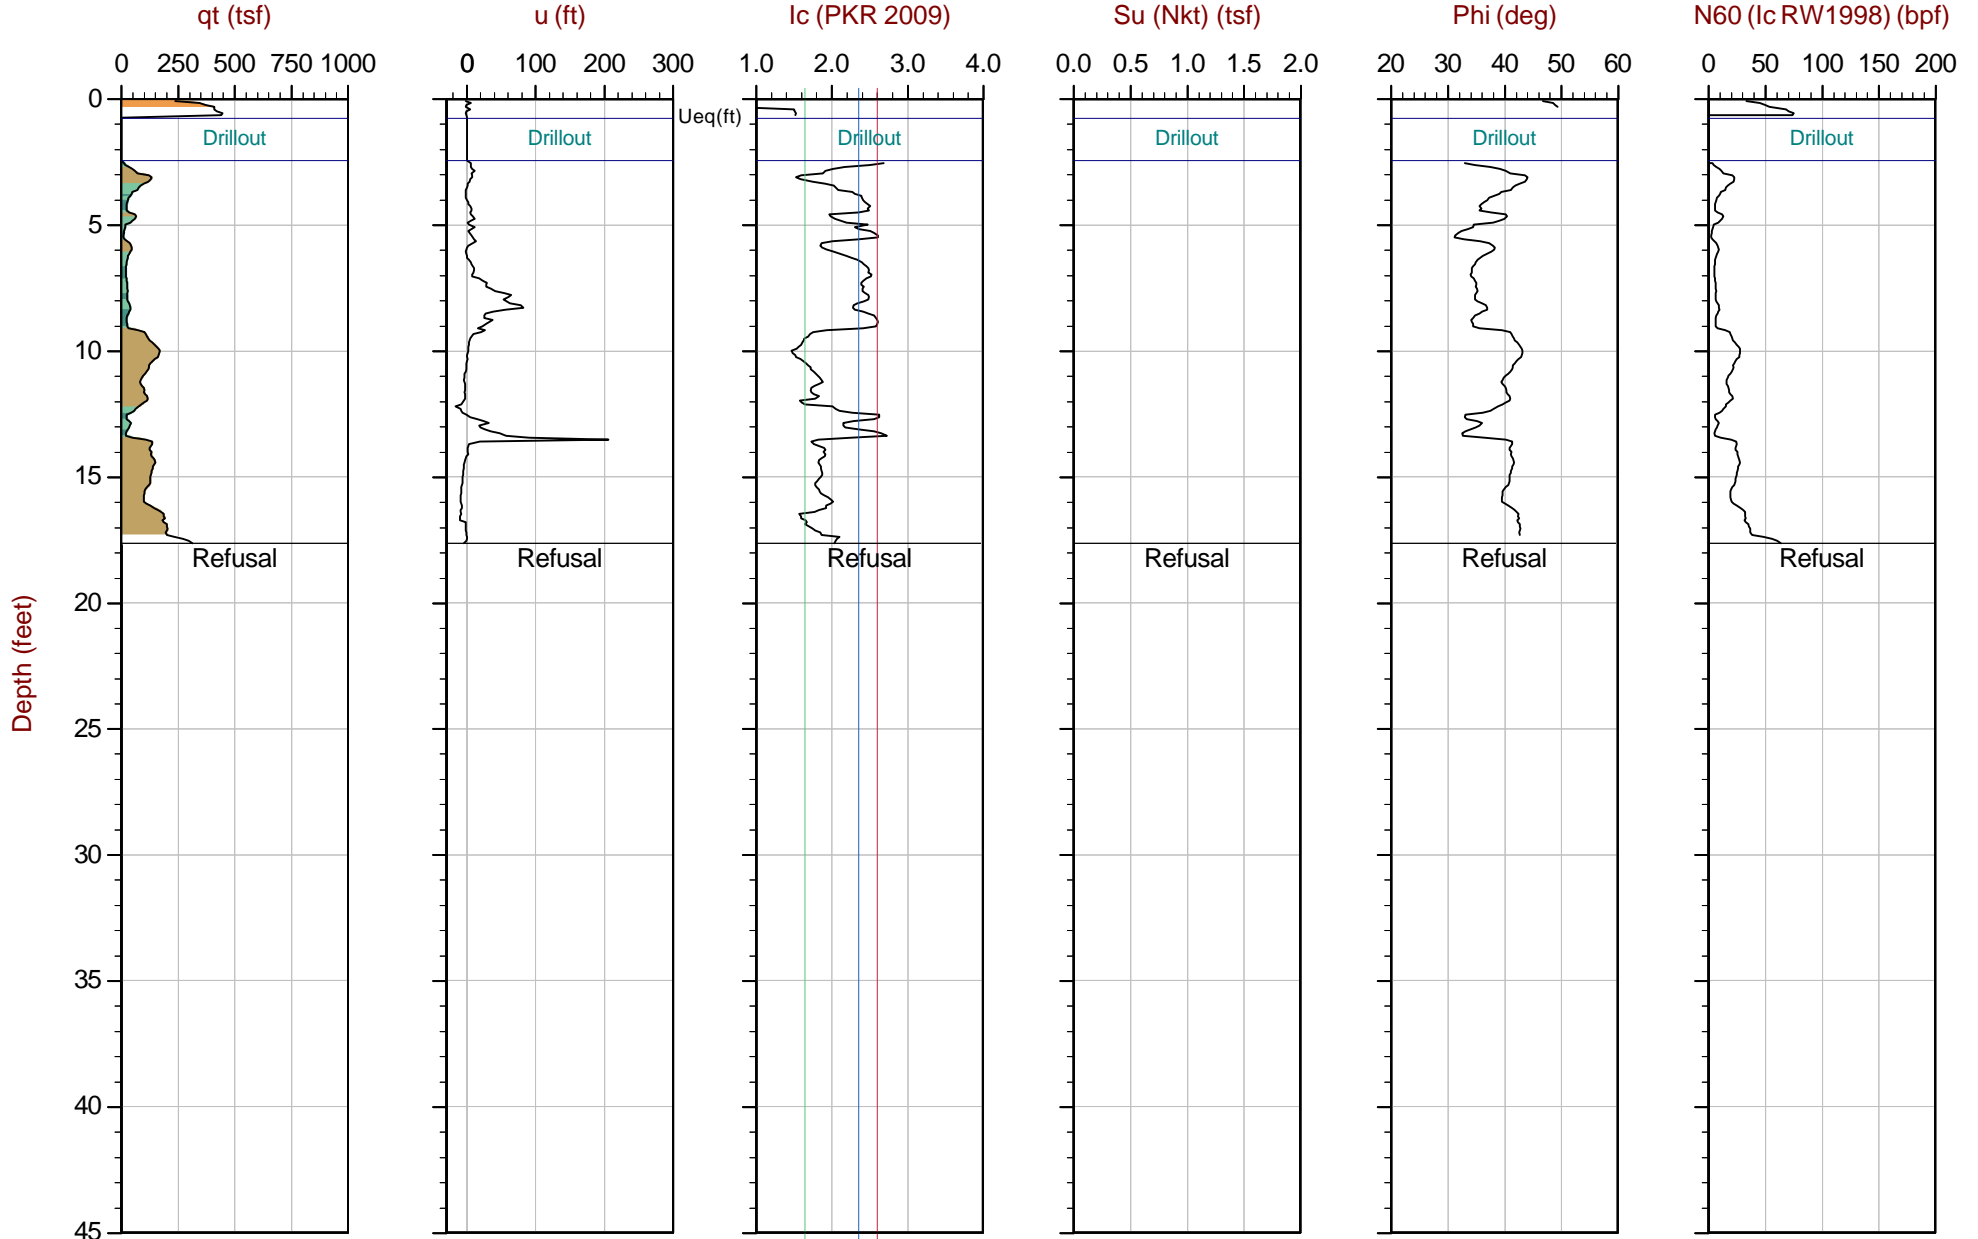 qt (tsf) u (ft) Ic (PKR 2009) Su (Nkt) (tsf) Phi (deg) N60 (Ic RW1998) (bpf)
0 250 500 750 1000 0 100 200 300 1.0 2.0 3.0 4.0 0.0 0.5 1.0 1.5 2.0 20 30 40 50 60 0 50 100 150 200
0
Ueq(ft)
Drillout Drillout Drillout Drillout Drillout Drillout
5
10
15
Refusal Refusal Refusal Refusal Refusal Refusal
20
Depth (feet)
25
30
35
40
45